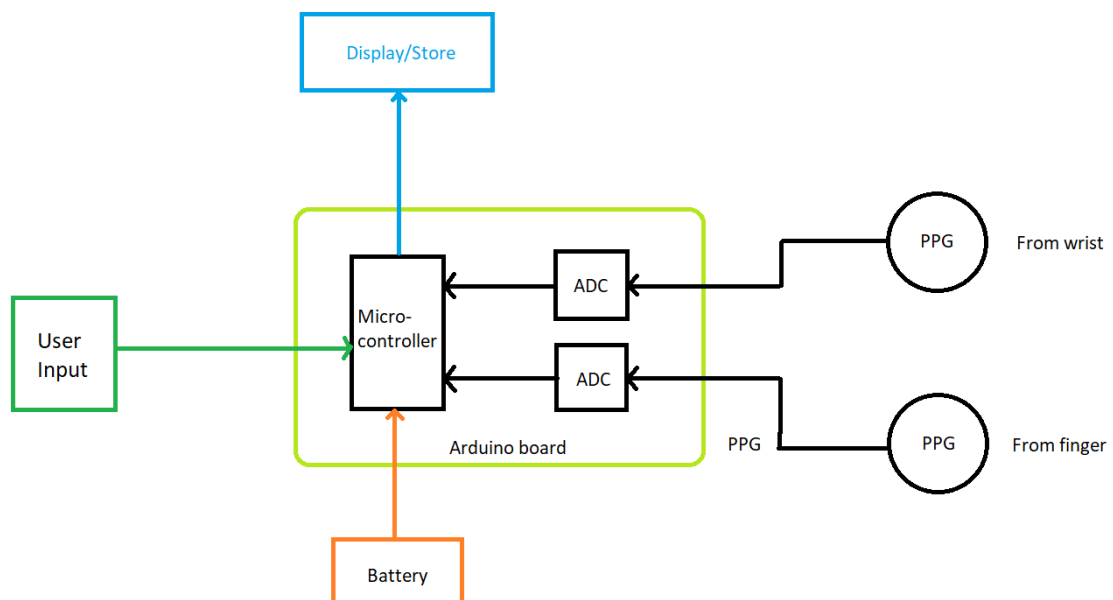 Display/Store
PPG
From wrist
ADC
Micro-
controller
User
Input
ADC
Arduino board
PPG
PPG
From finger
Battery